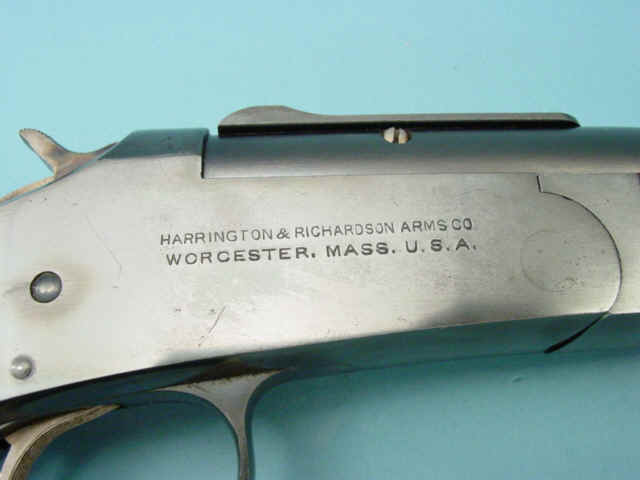 HARRINGTON & RICHARDSON ARMS CO
WORCESTER, MASS. U.S.A.